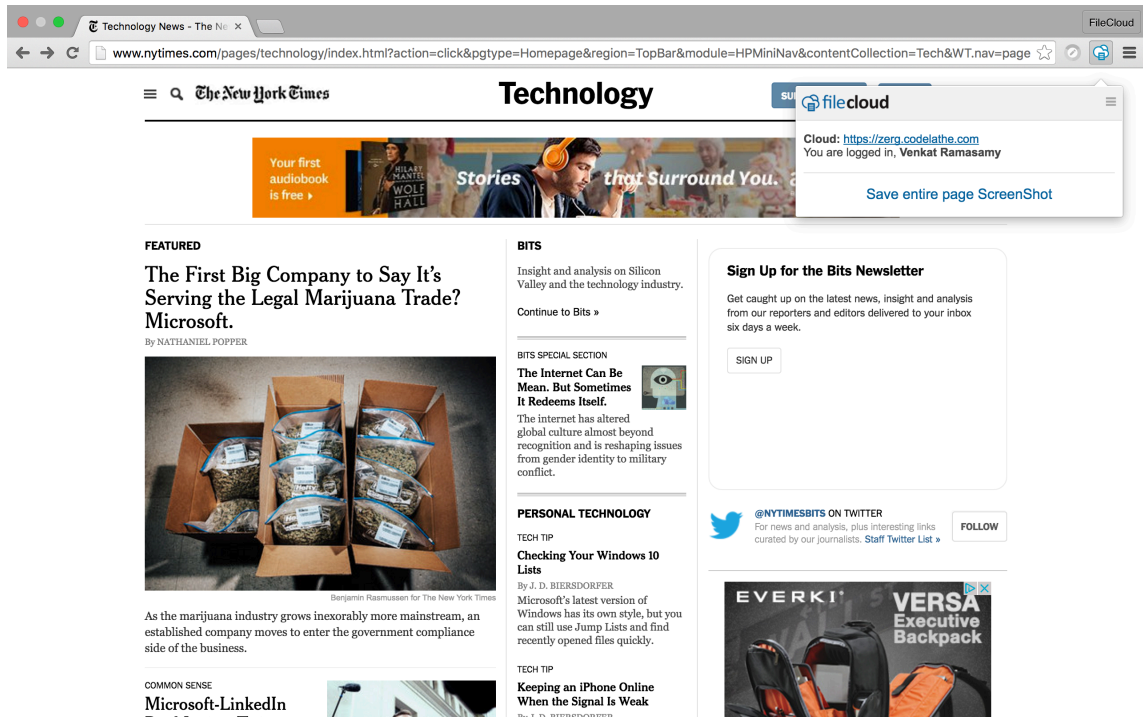 Technology News - The Ne
FileCloud
www.nytimes.com/pages/technology/index.html?action=click&pgtype=Homepage&region=TopBar&module=HPMiniNav&contentCollection=Tech&WT.nav=page
The New York Times
Technology
filecloud
Cloud: https://zerg.codelathe.com
You are logged in, Venkat Ramasamy
Save entire page ScreenShot
Your first
audiobook
is free
HILARY
MANTEL
WOLF
HALL
Stories that Surround You.
FEATURED
The First Big Company to Say It’s
Serving the Legal Marijuana Trade?
Microsoft.
By NATHANIEL POPPER
Benjamin Rasmussen for The New York Times
As the marijuana industry grows inexorably more mainstream, an
established company moves to enter the government compliance
side of the business.
COMMON SENSE
Microsoft-LinkedIn
BITS
Insight and analysis on Silicon
Valley and the technology industry.
Continue to Bits »
BITS SPECIAL SECTION
The Internet Can Be
Mean. But Sometimes
It Redeems Itself.
The internet has altered
global culture almost beyond
recognition and is reshaping issues
from gender identity to military
conflict.
PERSONAL TECHNOLOGY
TECH TIP
Checking Your Windows 10
Lists
By J. D. BIERSDORFER
Microsoft’s latest version of
Windows has its own style, but you
can still use Jump Lists and find
recently opened files quickly.
TECH TIP
Keeping an iPhone Online
When the Signal Is Weak
By J. D. BIERSDORFER
Sign Up for the Bits Newsletter
Get caught up on the latest news, insight and analysis
from our reporters and editors delivered to your inbox
six days a week.
SIGN UP
@NYTIMESBITS ON TWITTER
For news and analysis, plus interesting links
curated by our journalists. Staff Twitter List »
FOLLOW
EVERKI
VERSA
Executive
Backpack